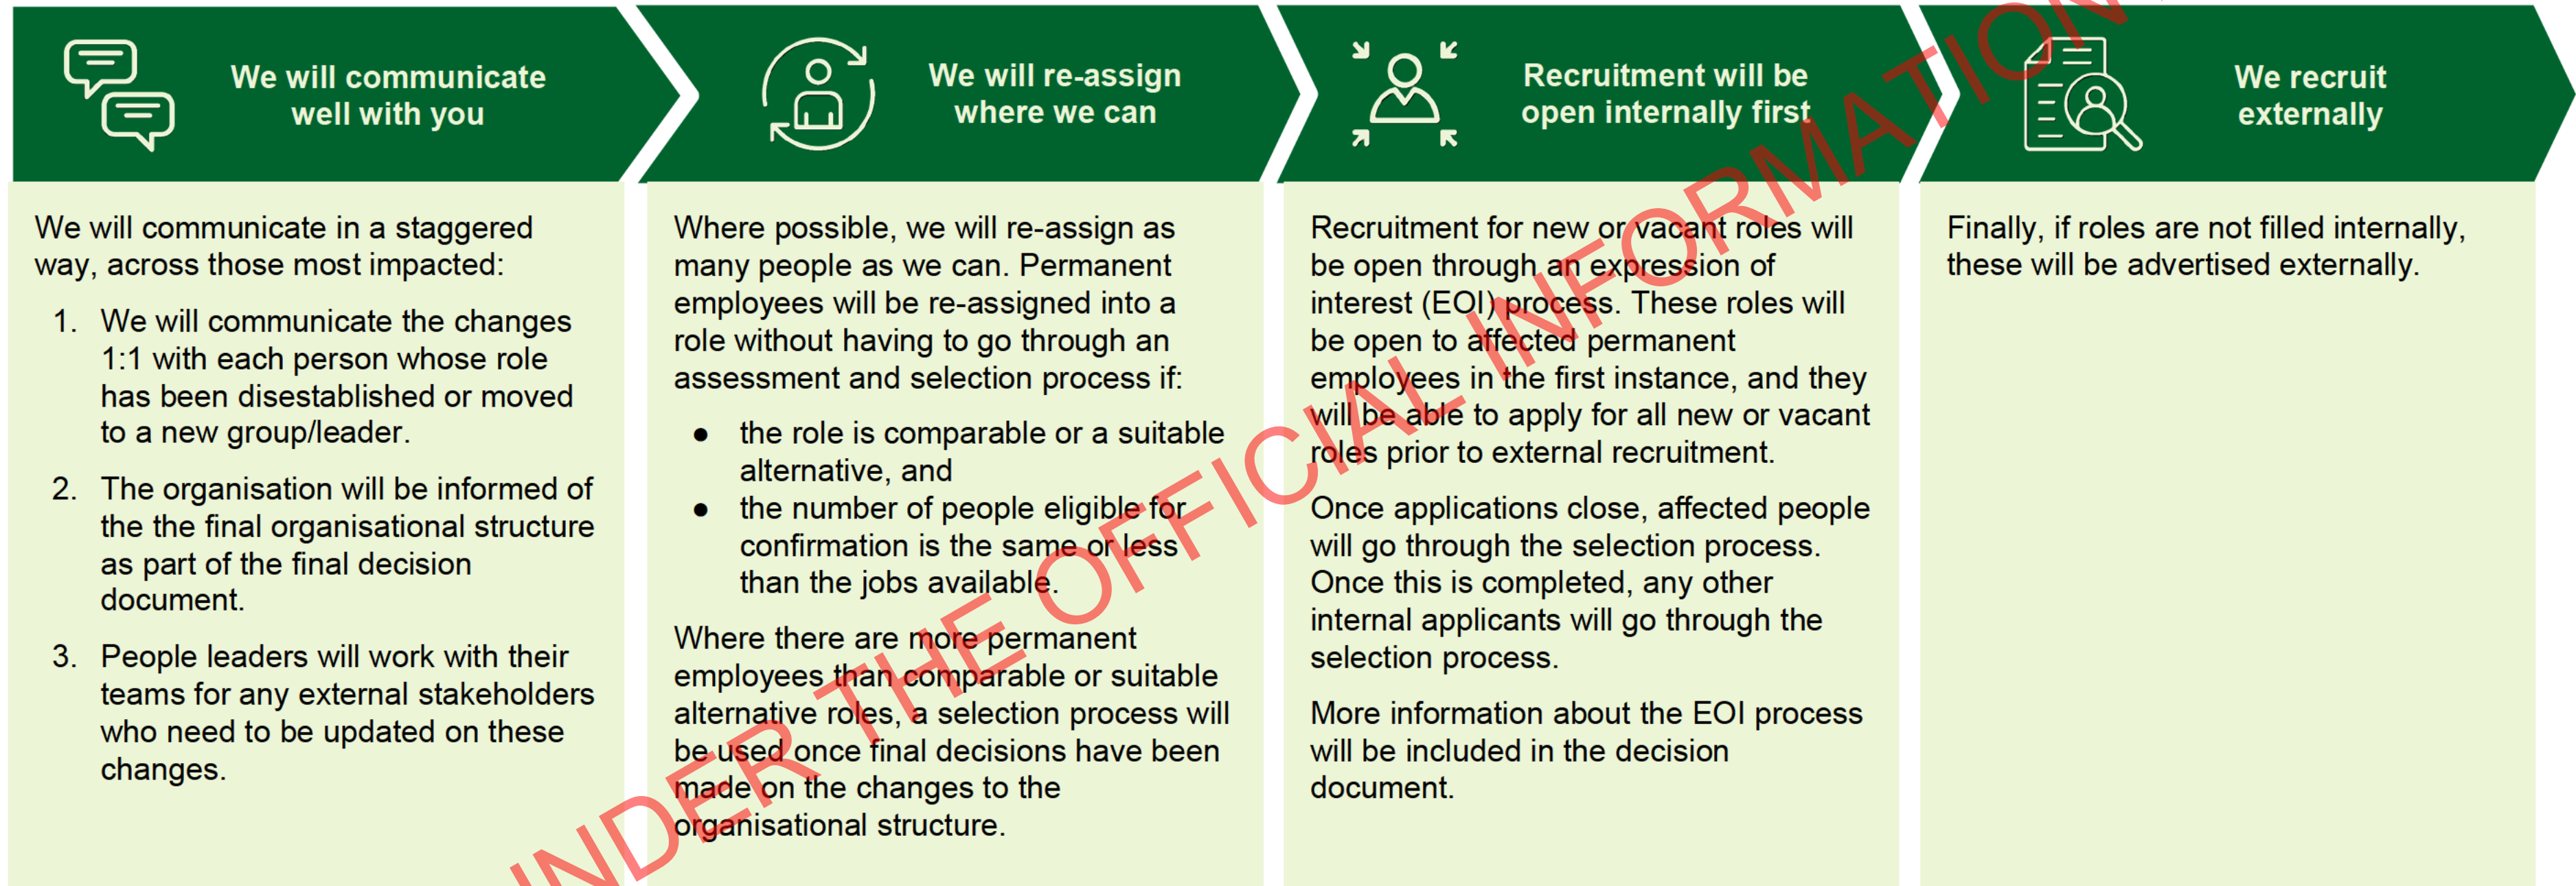 We will communicate
well with you
We will communicate in a staggered
way, across those most impacted:
1. We will communicate the changes
1:1 with each person whose role
has been disestablished or moved
to a new group/leader.
2. The organisation will be informed of
the the final organisational structure
as part of the final decision
document.
3. People leaders will work with their
teams for any external stakeholders
who need to be updated on these
changes.
We will re-assign
where we can
Where possible, we will re-assign as
many people as we can. Permanent
employees will be re-assigned into a
role without having to go through an
assessment and selection process if:
● the role is comparable or a suitable
alternative, and
● the number of people eligible for
confirmation is the same or less
than the jobs available.
Where there are more permanent
employees than comparable or suitable
alternative roles, a selection process will
be used once final decisions have been
made on the changes to the
organisational structure.
Recruitment will be
open internally first
Recruitment for new or vacant roles will
be open through an expression of
interest (EOI) process. These roles will
be open to affected permanent
employees in the first instance, and they
will be able to apply for all new or vacant
roles prior to external recruitment.
Once applications close, affected people
will go through the selection process.
Once this is completed, any other
internal applicants will go through the
selection process.
More information about the EOI process
will be included in the decision
document.
We recruit
externally
Finally, if roles are not filled internally,
these will be advertised externally.
UNDER THE OFFICIAL INFORMATION